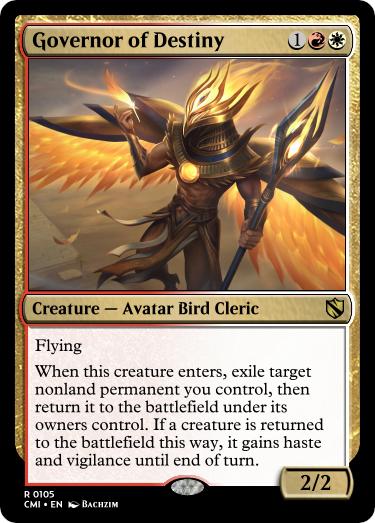 Governor of Destiny 1
Creature — Avatar Bird Cleric
Flying
When this creature enters, exile target
nonland permanent you control, then
return it to the battlefield under its
owners control. If a creature is returned
to the battlefield this way, it gains haste
and vigilance until end of turn.
2/2
R 0105
CMI • EN Bachzim